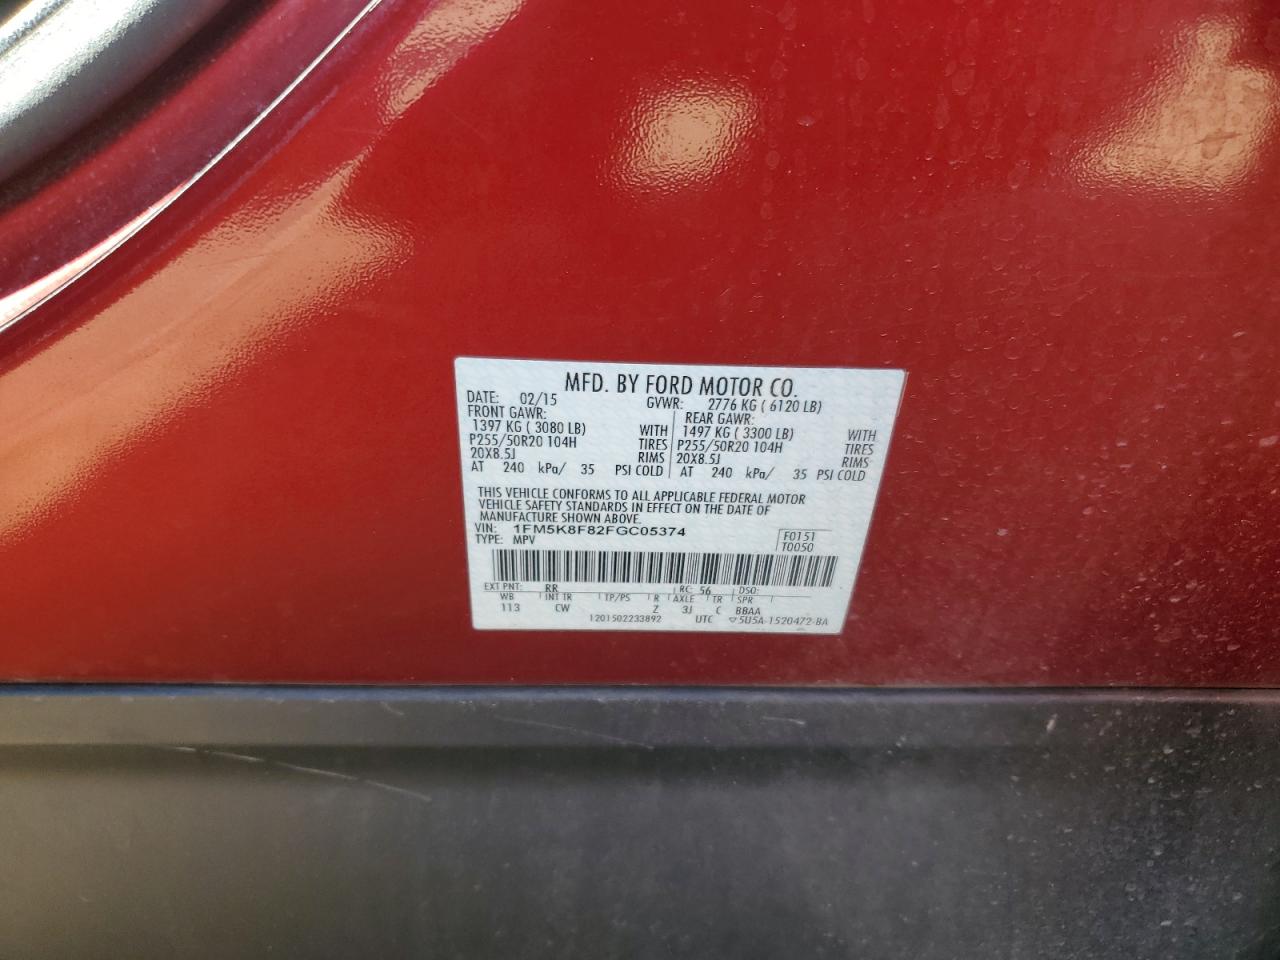 MFD. BY FORD MOTOR CO.
DATE: 02/15 GVWR: 2776 KG ( 6120 LB)
FRONT GAWR: REAR GAWR:
1397 KG ( 3080 LB) WITH 1497 KG ( 3300 LB) WITH
P255/50R20 104H TIRES P255/50R20 104H TIRES
20X8.5J RIMS 20X8.5J RIMS
AT 240 kPa/ 35 PSI COLD AT 240 kPa/ 35 PSI COLD
THIS VEHICLE CONFORMS TO ALL APPLICABLE FEDERAL MOTOR
VEHICLE SAFETY STANDARDS IN EFFECT ON THE DATE OF
MANUFACTURE SHOWN ABOVE.
VIN: 1FM5K8F82FGC05374 F0151
TYPE: MPV T0050
EXT PNT: RR RC: 56 DSO:
WB INT TR TP/PS R AXLE TR SPR
113 CW Z 3J C BBAA
1201502233892 UTC ▽5U5A-1520472-BA